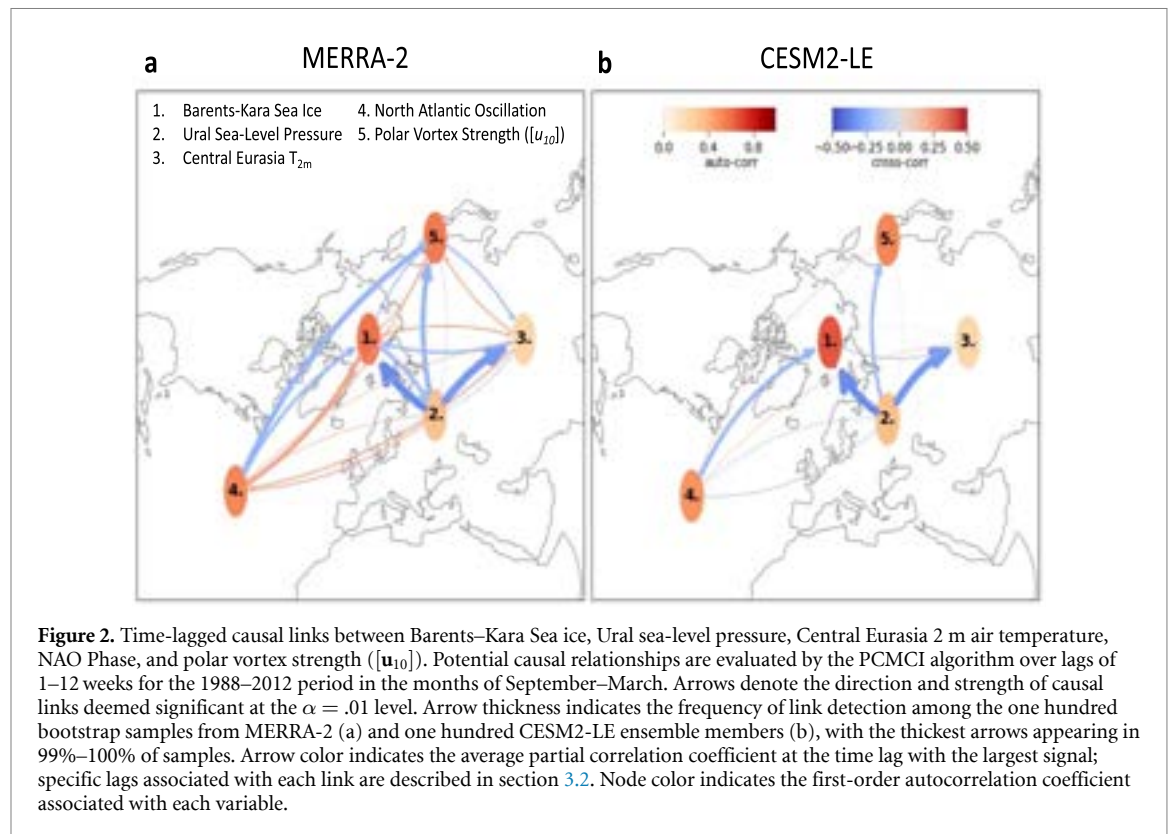 a MERRA-2 b CESM2-LE
1. Barents-Kara Sea Ice 4. North Atlantic Oscillation
2. Ural Sea-Level Pressure 5. Polar Vortex Strength ([u10])
3. Central Eurasia T2m
0.0 0.4 0.8
auto-corr
−0.50−0.25 0.00 0.25 0.50
cross-corr
5.
1.
3.
2.
4.
5.
1.
3.
2.
4.
Figure 2. Time-lagged causal links between Barents–Kara Sea ice, Ural sea-level pressure, Central Eurasia 2 m air temperature,
NAO Phase, and polar vortex strength ([u10]). Potential causal relationships are evaluated by the PCMCI algorithm over lags of
1–12 weeks for the 1988–2012 period in the months of September–March. Arrows denote the direction and strength of causal
links deemed significant at the α = .01 level. Arrow thickness indicates the frequency of link detection among the one hundred
bootstrap samples from MERRA-2 (a) and one hundred CESM2-LE ensemble members (b), with the thickest arrows appearing in
99%–100% of samples. Arrow color indicates the average partial correlation coefficient at the time lag with the largest signal;
specific lags associated with each link are described in section 3.2. Node color indicates the first-order autocorrelation coefficient
associated with each variable.